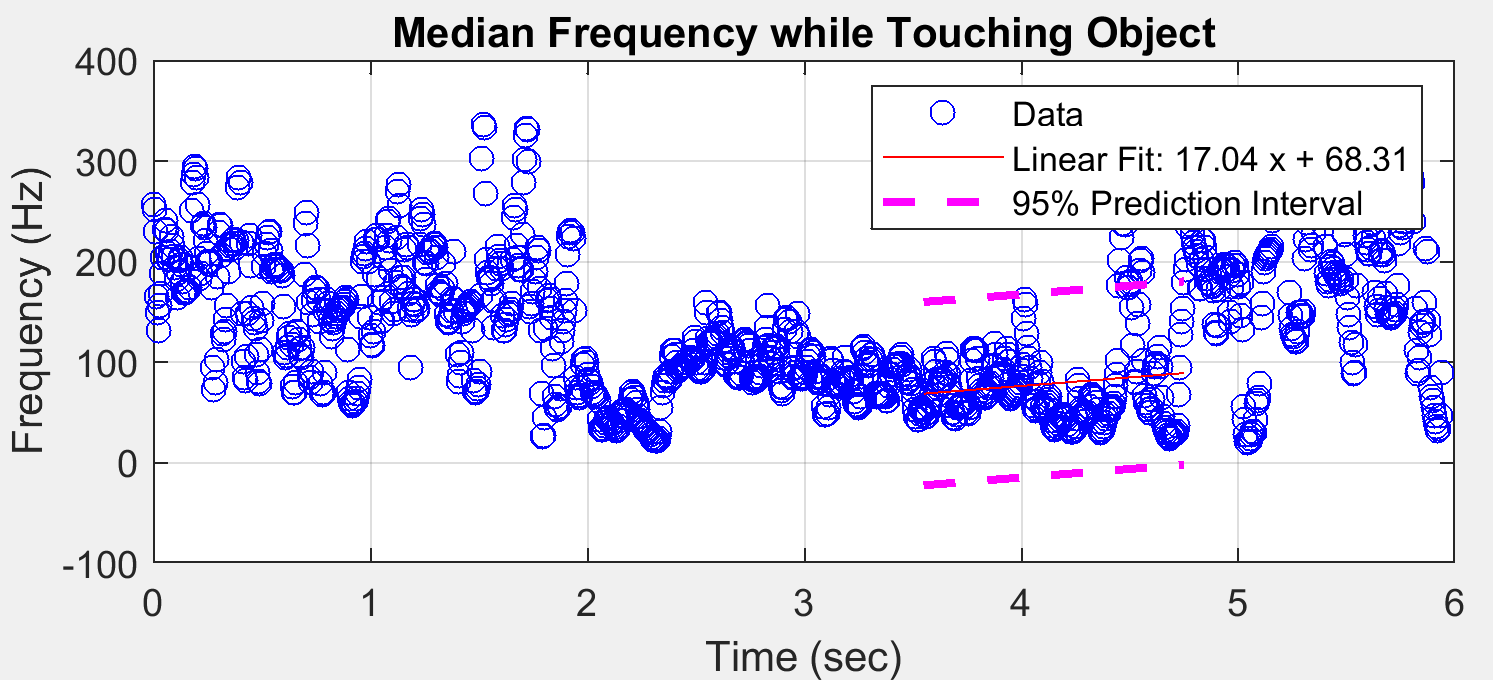 Median Frequency while Touching Object
400
300
200
100
0
-100
Frequency (Hz)
Data
Linear Fit: 17.04 x + 68.31
95% Prediction Interval
0 1 2 3 4 5 6
Time (sec)